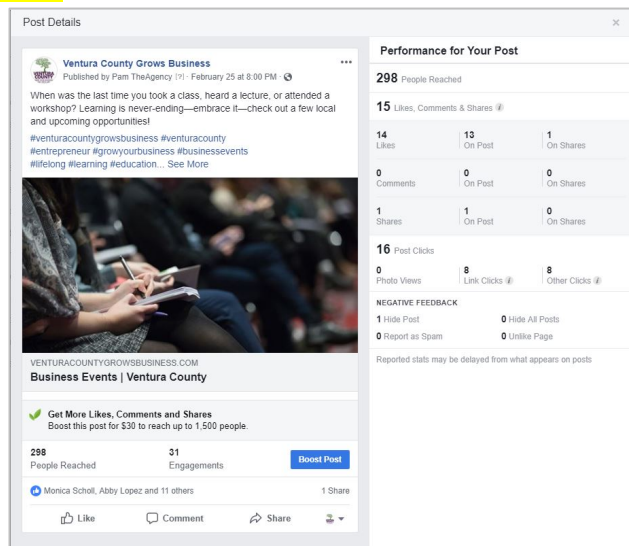 Post Details
Ventura County Grows Business
Published by Pam TheAgency [?] · February 25 at 8:00 PM ·
When was the last time you took a class, heard a lecture, or attended a
workshop? Learning is never-ending—embrace it—check out a few local
and upcoming opportunities!
#venturacountygrowsbusiness #venturacounty
#entrepreneur #growyourbusiness #businessevents
#lifelong #learning #education... See More
VENTURACOUNTYGROWSBUSINESS.COM
Business Events | Ventura County
Get More Likes, Comments and Shares
Boost this post for $30 to reach up to 1,500 people.
298
People Reached
31
Engagements
Boost Post
Monica Scholl, Abby Lopez and 11 others
1 Share
Like
Comment
Share
Performance for Your Post
298 People Reached
15 Likes, Comments & Shares
14
Likes
13
On Post
1
On Shares
0
Comments
0
On Post
0
On Shares
1
Shares
1
On Post
0
On Shares
16 Post Clicks
0
Photo Views
8
Link Clicks
8
Other Clicks
NEGATIVE FEEDBACK
1 Hide Post
0 Hide All Posts
0 Report as Spam
0 Unlike Page
Reported stats may be delayed from what appears on posts